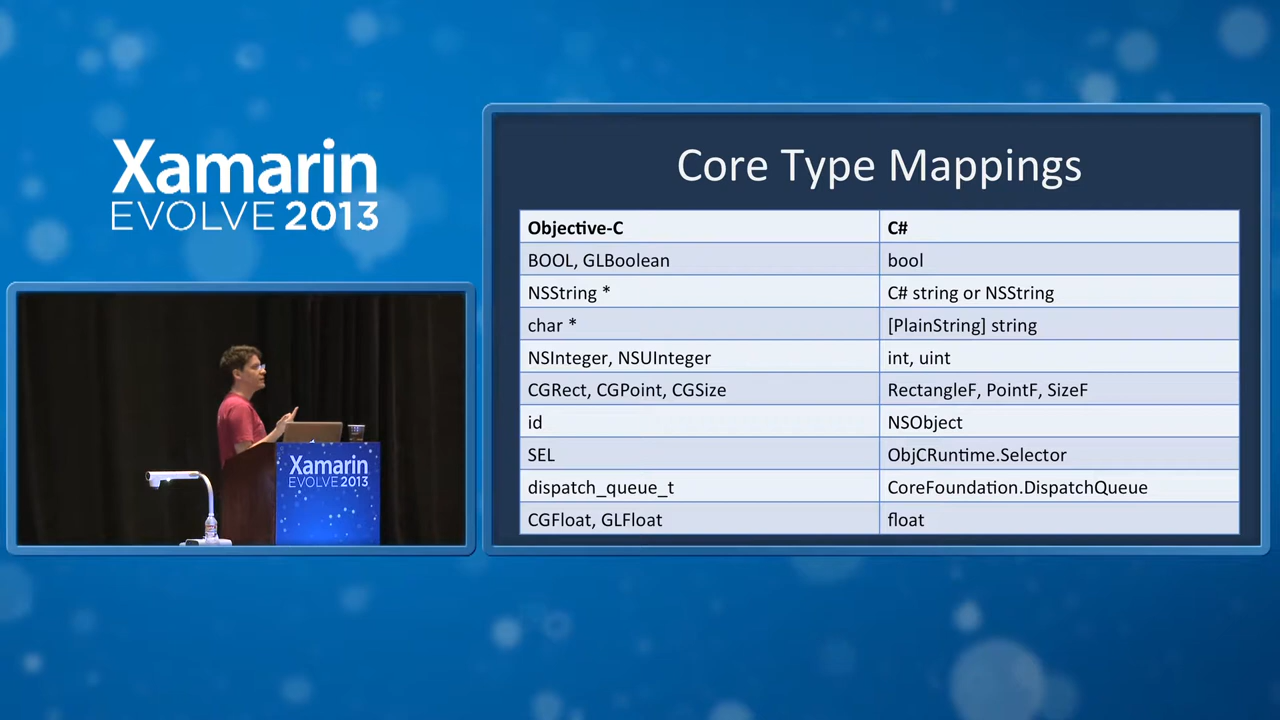 Xamarin
EVOLVE 2013
Xamarin
EVOLVE 2013
Core Type Mappings
Objective-C C#
BOOL, GLBoolean bool
NSString * C# string or NSString
char * [PlainString] string
NSInteger, NSUInteger int, uint
CGRect, CGPoint, CGSize RectangleF, PointF, SizeF
id NSObject
SEL ObjCRuntime.Selector
dispatch_queue_t CoreFoundation.DispatchQueue
CGFloat, GLFloat float